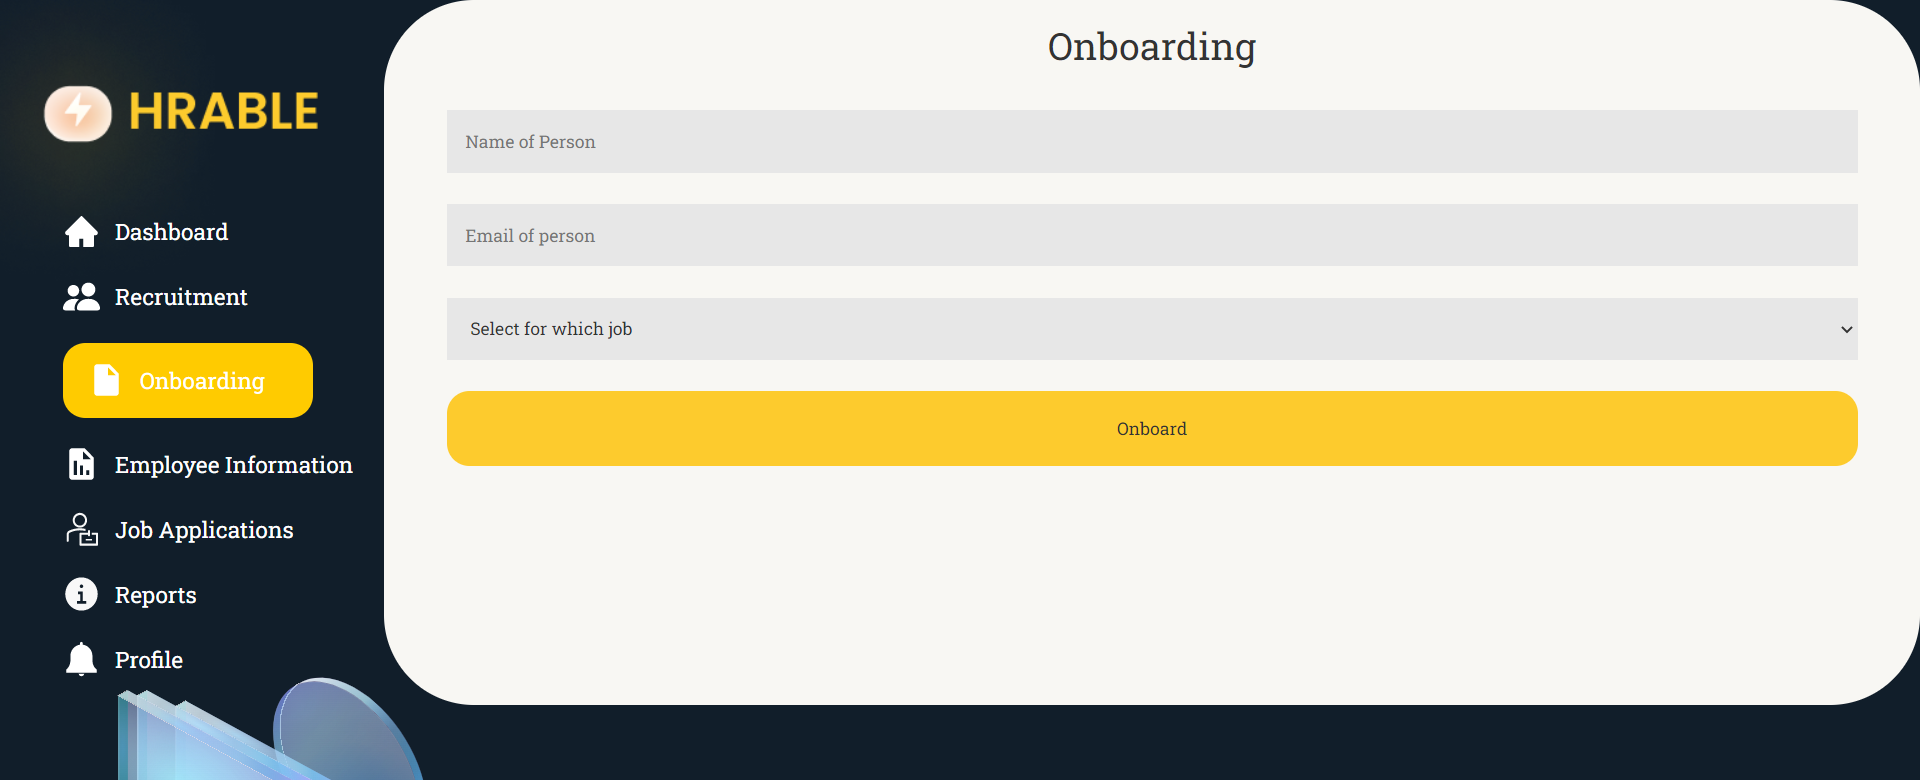 HRABLE
Dashboard
Recruitment
Onboarding
Employee Information
Job Applications
Reports
Profile
Onboarding
Name of Person
Email of person
Select for which job
Onboard